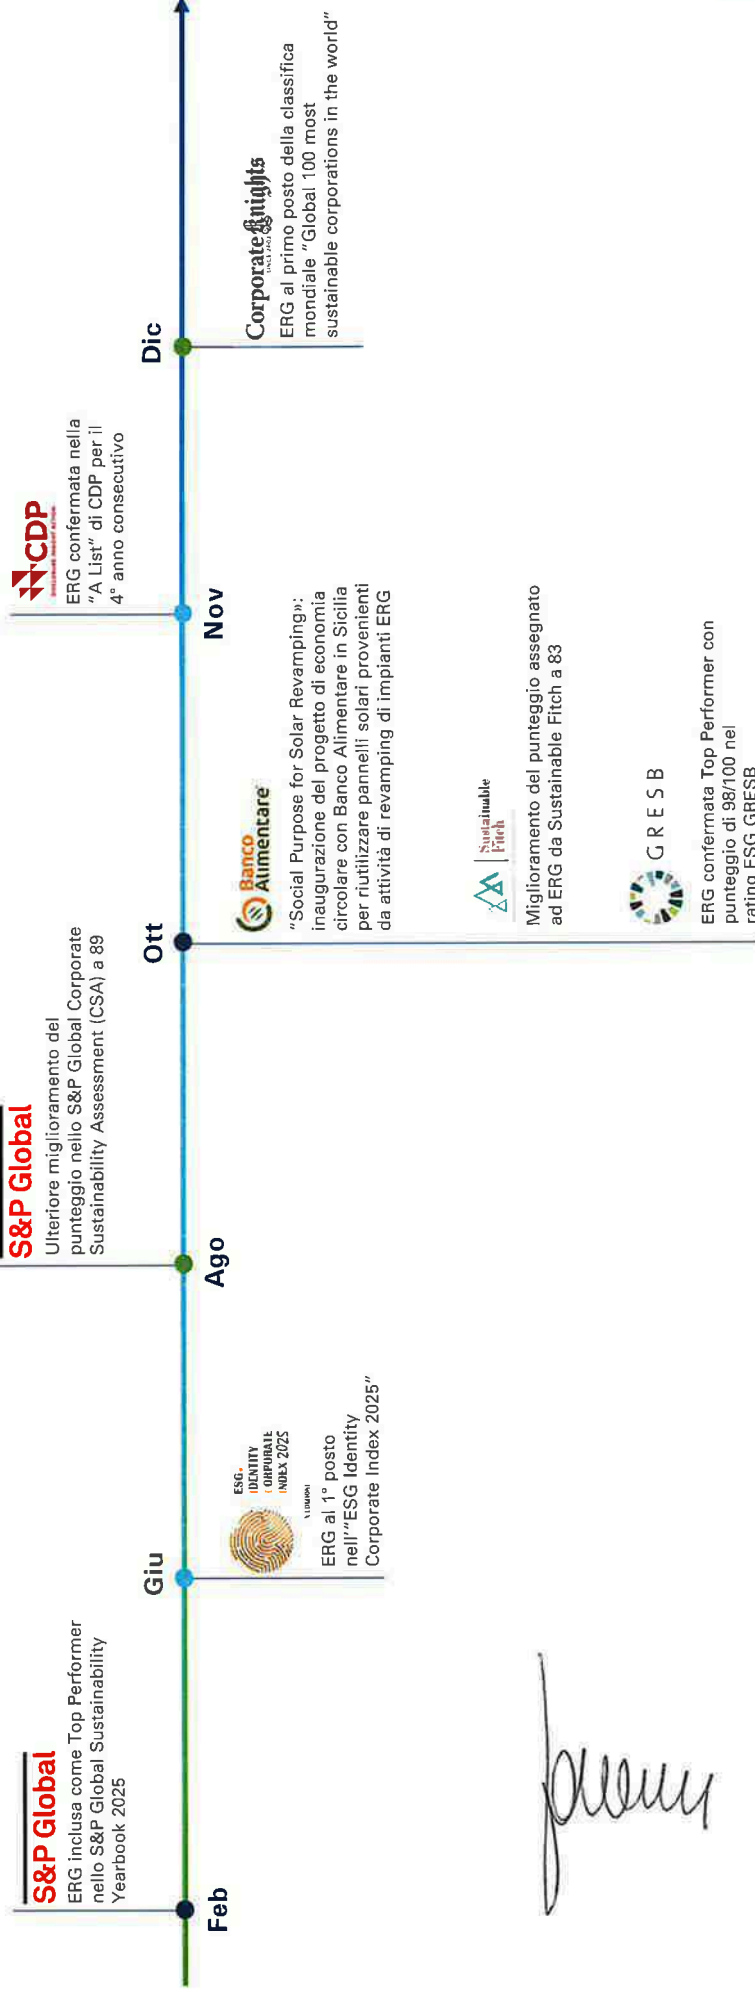 S&P Global
ERG inclusa come Top Performer
nello S&P Global Sustainability
Yearbook 2025
Feb
Giu
ESG.
IDENTITY
CORPORATE
INDEX 2025
ERG al 1° posto
nell'"ESG Identity
Corporate Index 2025"
S&P Global
Ulteriore miglioramento del
punteggio nello S&P Global Corporate
Sustainability Assessment (CSA) a 89
Ago
Ott
Banco
Alimentare
"Social Purpose for Solar Revamping»:
inaugurazione del progetto di economia
circolare con Banco Alimentare in Sicilia
per riutilizzare pannelli solari provenienti
da attività di revamping di impianti ERG
Sustainable
Fitch
Miglioramento del punteggio assegnato
ad ERG da Sustainable Fitch a 83
GRESB
ERG confermata Top Performer con
punteggio di 98/100 nel
rating ESG GRESB
CDP
DISCLOSURE INSIGHT ACTION
ERG confermata nella
"A List" di CDP per il
4° anno consecutivo
Nov
Dic
Corporate Knights
ERG al primo posto della classifica
mondiale "Global 100 most
sustainable corporations in the world"